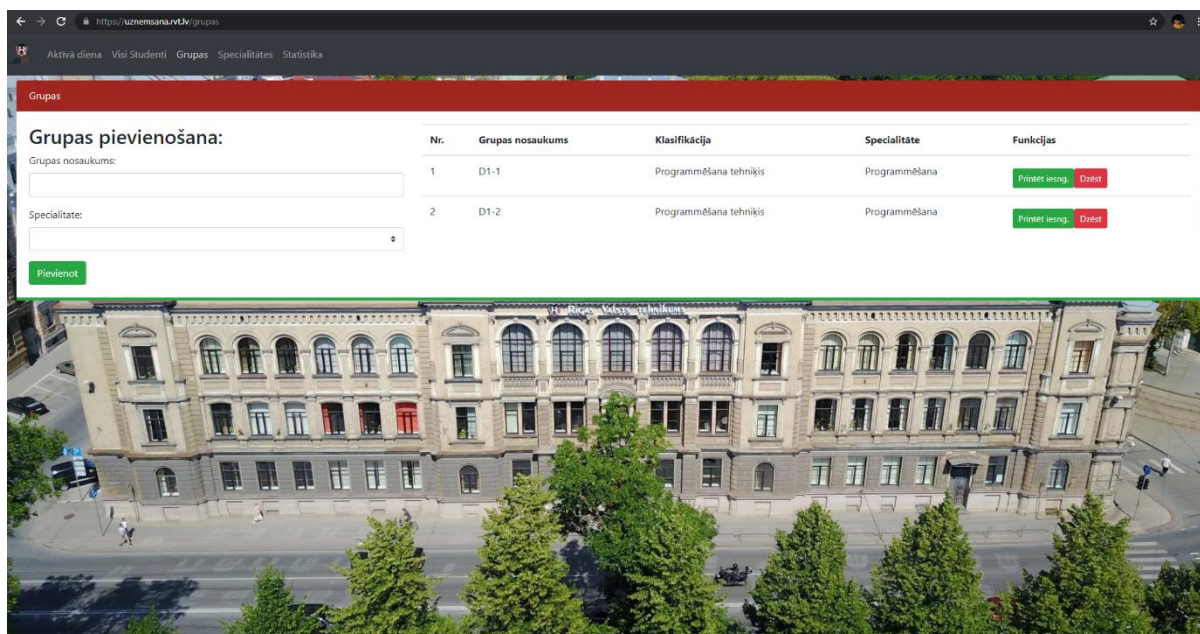 https://uznemsana.rvt.lv/grupas
Aktivā diena Visi Studenti Grupas Specialitātes Statistika
Grupas
Grupas pievienošana:
Grupas nosaukums:
Specialitate:
Pievienot
Nr. Grupas nosaukums Klasifikācija Specialitāte Funkcijas
1 D1-1 Programmēšana tehniķis Programmēšana Printēt iesng. Dzēst
2 D1-2 Programmēšana tehniķis Programmēšana Printēt iesng. Dzēst
RĪGAS VALSTS TEHNIKUMS